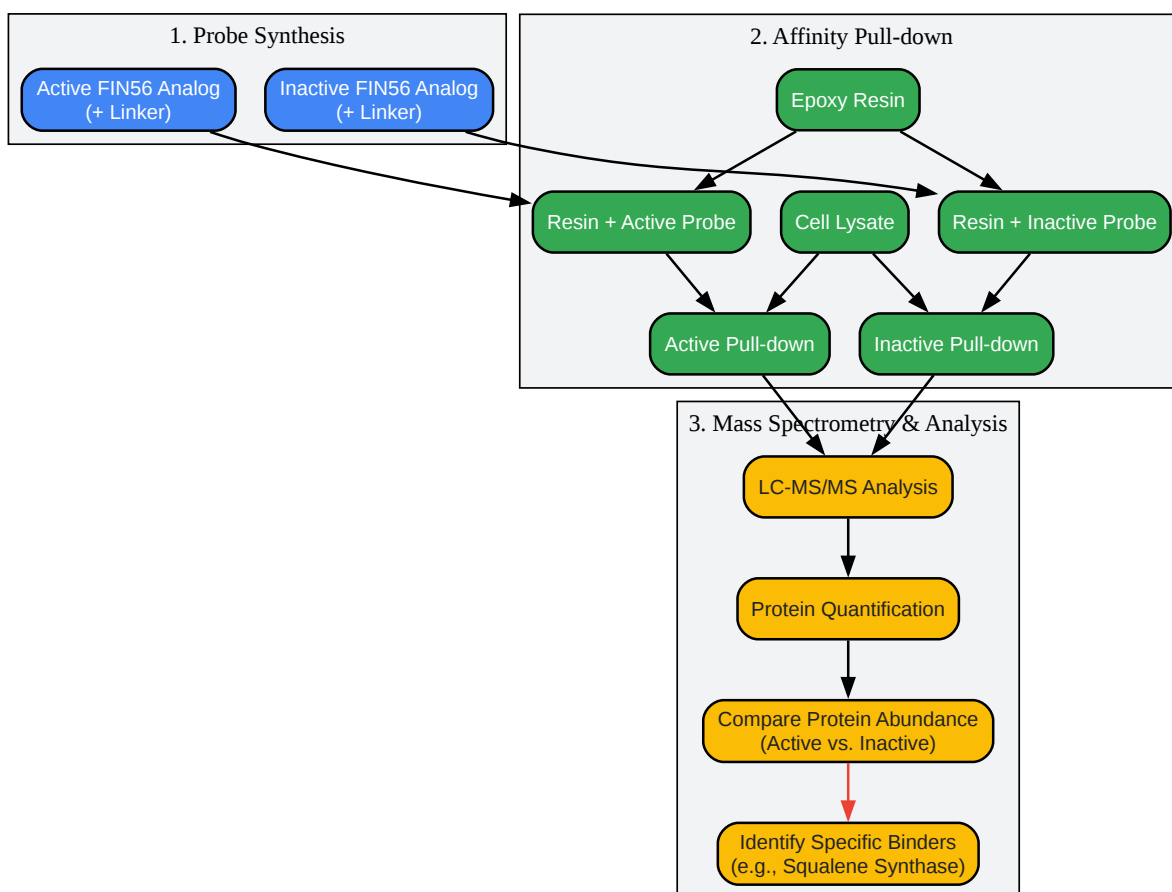 1. Probe Synthesis
Active FIN56 Analog
(+ Linker)
Inactive FIN56 Analog
(+ Linker)
2. Affinity Pull-down
Epoxy Resin
Resin + Active Probe
Cell Lysate
Resin + Inactive Probe
Active Pull-down
Inactive Pull-down
3. Mass Spectrometry & Analysis
LC-MS/MS Analysis
Protein Quantification
Compare Protein Abundance
(Active vs. Inactive)
Identify Specific Binders
(e.g., Squalene Synthase)